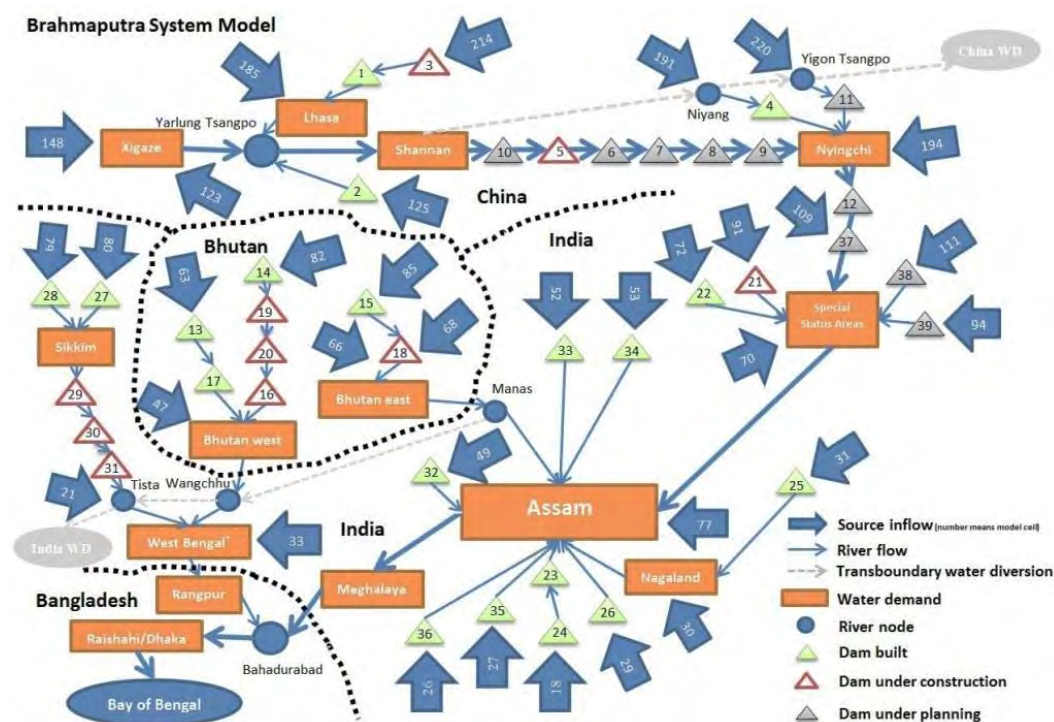 Brahmaputra System Model
214
220
185
191
China WD
1
3
Yigon Tsangpo
Lhasa
Niyang
4
11
Yarlung Tsangpo
148
Xigaze
Shannan
10
5
6
7
8
9
Nyingchi
194
123
2
125
China
12
109
37
Bhutan
India
79
80
63
14
82
85
52
53
72
91
111
38
28
27
19
15
22
21
13
66
68
Special
Status Areas
39
94
Sikkim
20
18
33
34
70
29
17
16
Bhutan east
Manas
47
30
Bhutan west
31
49
31
32
25
21
Tista
Wangchhu
Assam
77
India WD
West Bengal*
33
India
Source inflow (number means model cell)
River flow
Transboundary water diversion
Water demand
River node
Dam built
Dam under construction
Dam under planning
Bangladesh
Rangpur
Meghalaya
23
Nagaland
Rajshahi/Dhaka
36
35
24
26
30
Bahadurabad
26
27
18
29
Bay of Bengal